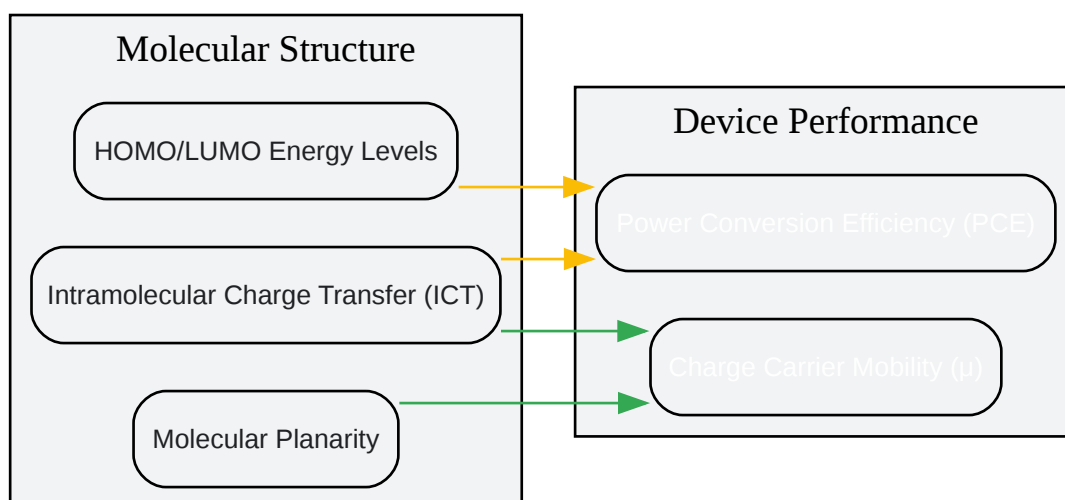 Molecular Structure
HOMO/LUMO Energy Levels
Intramolecular Charge Transfer (ICT)
Molecular Planarity
Device Performance
Power Conversion Efficiency (PCE)
Charge Carrier Mobility (μ)